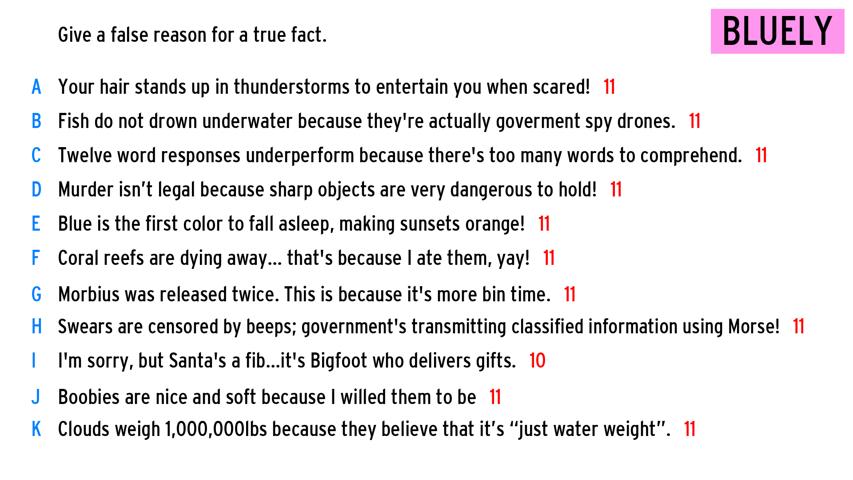 Give a false reason for a true fact.
BLUELY
A Your hair stands up in thunderstorms to entertain you when scared! 11
B Fish do not drown underwater because they're actually goverment spy drones. 11
C Twelve word responses underperform because there's too many words to comprehend. 11
D Murder isn’t legal because sharp objects are very dangerous to hold! 11
E Blue is the first color to fall asleep, making sunsets orange! 11
F Coral reefs are dying away... that's because I ate them, yay! 11
G Morbius was released twice. This is because it's more bin time. 11
H Swears are censored by beeps; government's transmitting classified information using Morse! 11
I I'm sorry, but Santa's a fib...it's Bigfoot who delivers gifts. 10
J Boobies are nice and soft because I willed them to be 11
K Clouds weigh 1,000,000lbs because they believe that it’s “just water weight”. 11